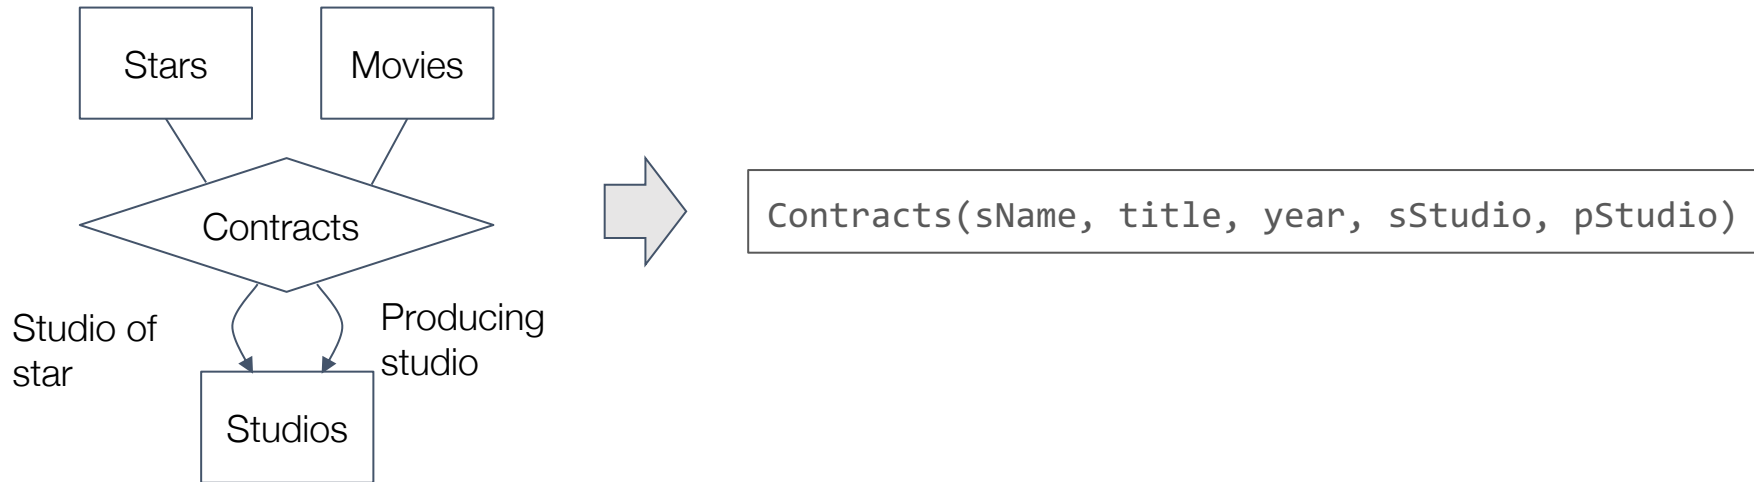 Stars
Movies
Contracts
Contracts(sName, title, year, sStudio, pStudio)
Studio of
star
Producing
studio
Studios